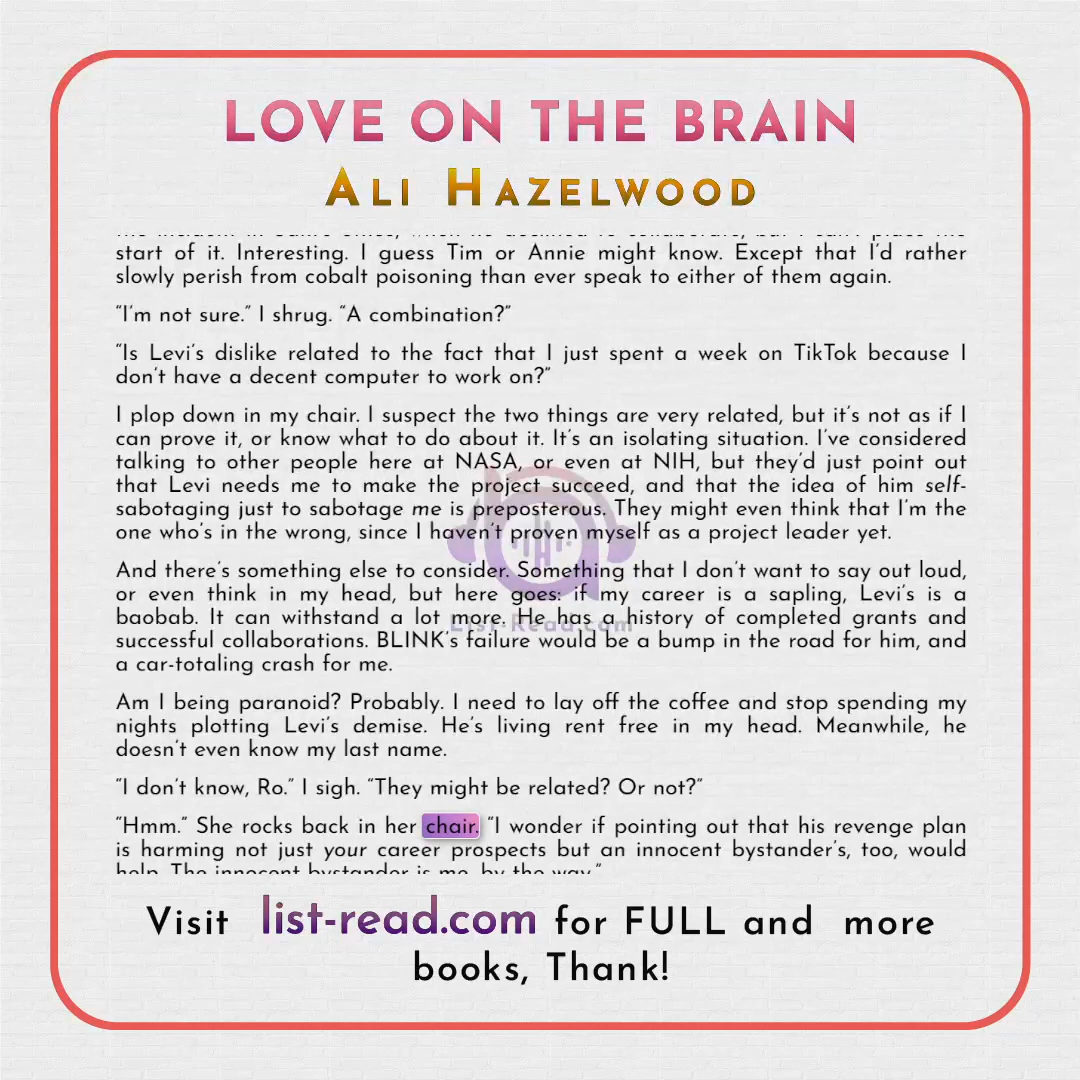 LOVE ON THE BRAIN
ALI HAZELWOOD
start of it. Interesting. I guess Tim or Annie might know. Except that I’d rather
slowly perish from cobalt poisoning than ever speak to either of them again.
“I’m not sure.” I shrug. “A combination?”
“Is Levi’s dislike related to the fact that I just spent a week on TikTok because I
don’t have a decent computer to work on?”
I plop down in my chair. I suspect the two things are very related, but it’s not as if I
can prove it, or know what to do about it. It’s an isolating situation. I’ve considered
talking to other people here at NASA, or even at NIH, but they’d just point out
that Levi needs me to make the project succeed, and that the idea of him self-
sabotaging just to sabotage me is preposterous. They might even think that I’m the
one who’s in the wrong, since I haven’t proven myself as a project leader yet.
And there’s something else to consider. Something that I don’t want to say out loud,
or even think in my head, but here goes: if my career is a sapling, Levi’s is a
baobab. It can withstand a lot more. He has a history of completed grants and
List-Read.com
successful collaborations. BLINK’s failure would be a bump in the road for him, and
a car-totaling crash for me.
Am I being paranoid? Probably. I need to lay off the coffee and stop spending my
nights plotting Levi’s demise. He’s living rent free in my head. Meanwhile, he
doesn’t even know my last name.
“I don’t know, Ro.” I sigh. “They might be related? Or not?”
“Hmm.” She rocks back in her chair. “I wonder if pointing out that his revenge plan
is harming not just your career prospects but an innocent bystander’s, too, would
help. The innocent bystander is me, by the way.”
Visit list-read.com for FULL and more
books, Thank!